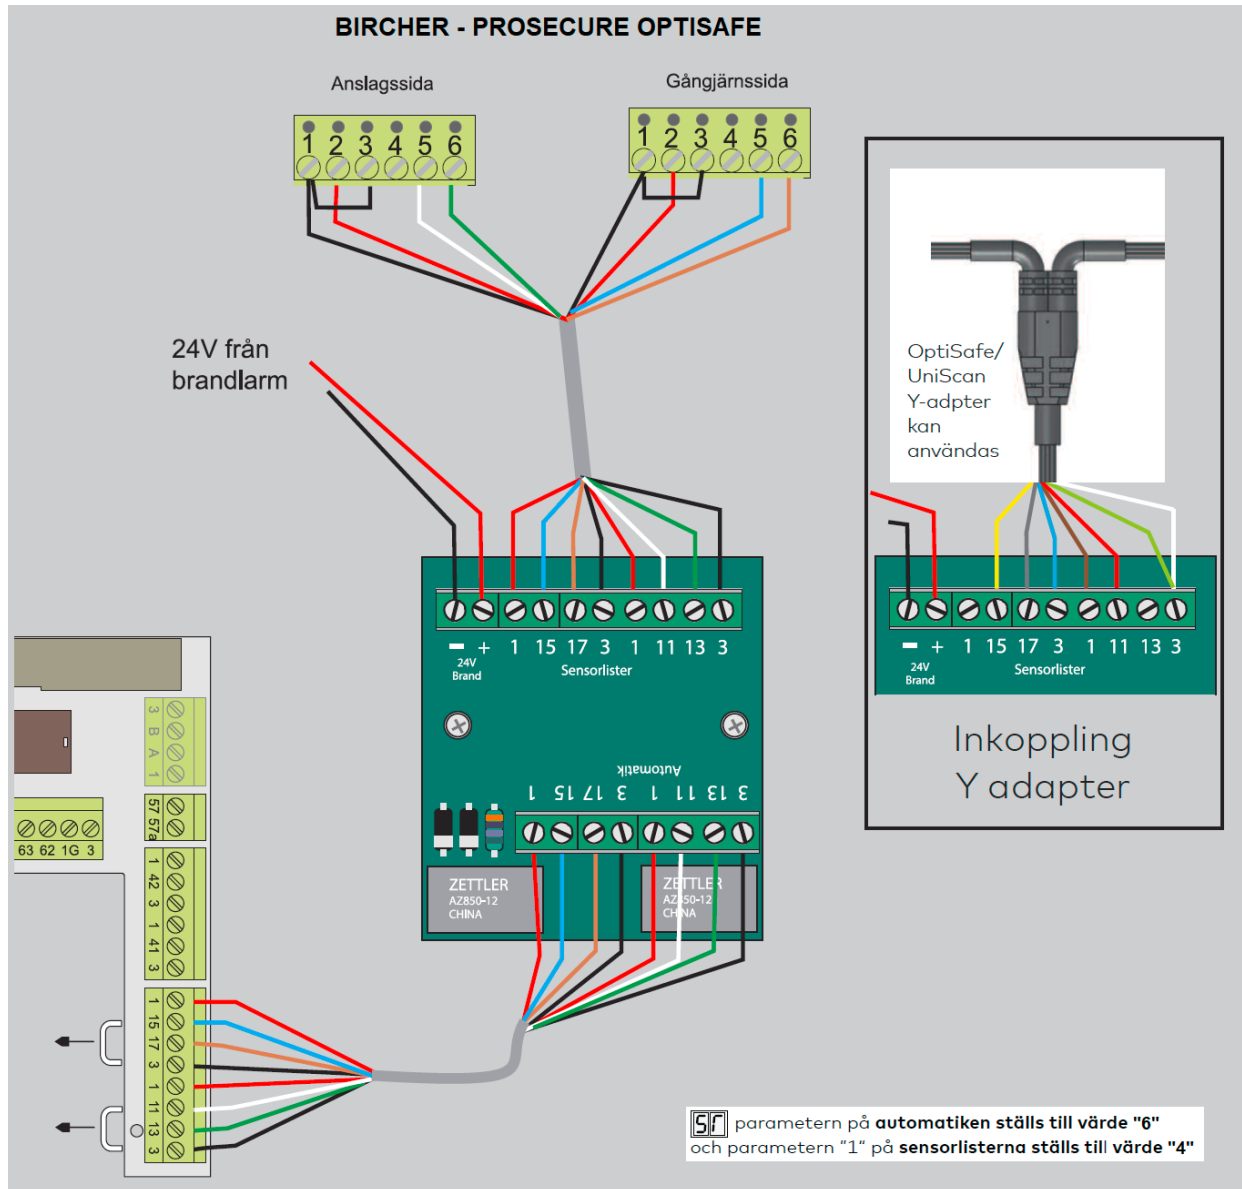 BIRCHER - PROSECURE OPTISAFE
Anslagssida
Gångjärnssida
1 2 3 4 5 6
1 2 3 4 5 6
24V från
brandlarm
OptiSafe/
UniScan
Y-adpter
kan
användas
- + 1 15 17 3 1 11 13 3
24V
Brand
Sensorlister
- + 1 15 17 3 1 11 13 3
24V
Brand
Sensorlister
Inkoppling
Y adapter
Automatik
1 15 17 3 1 11 13 3
ZETTLER
AZ850-12
CHINA
ZETTLER
AZ850-12
CHINA
3
B
A
1
57
57a
63 62 1G 3
1
42
3
1
41
3
1
15
17
3
1
11
13
3
ST parametern på automatiken ställs till värde "6"
och parametern "1" på sensorlisterna ställs till värde "4"